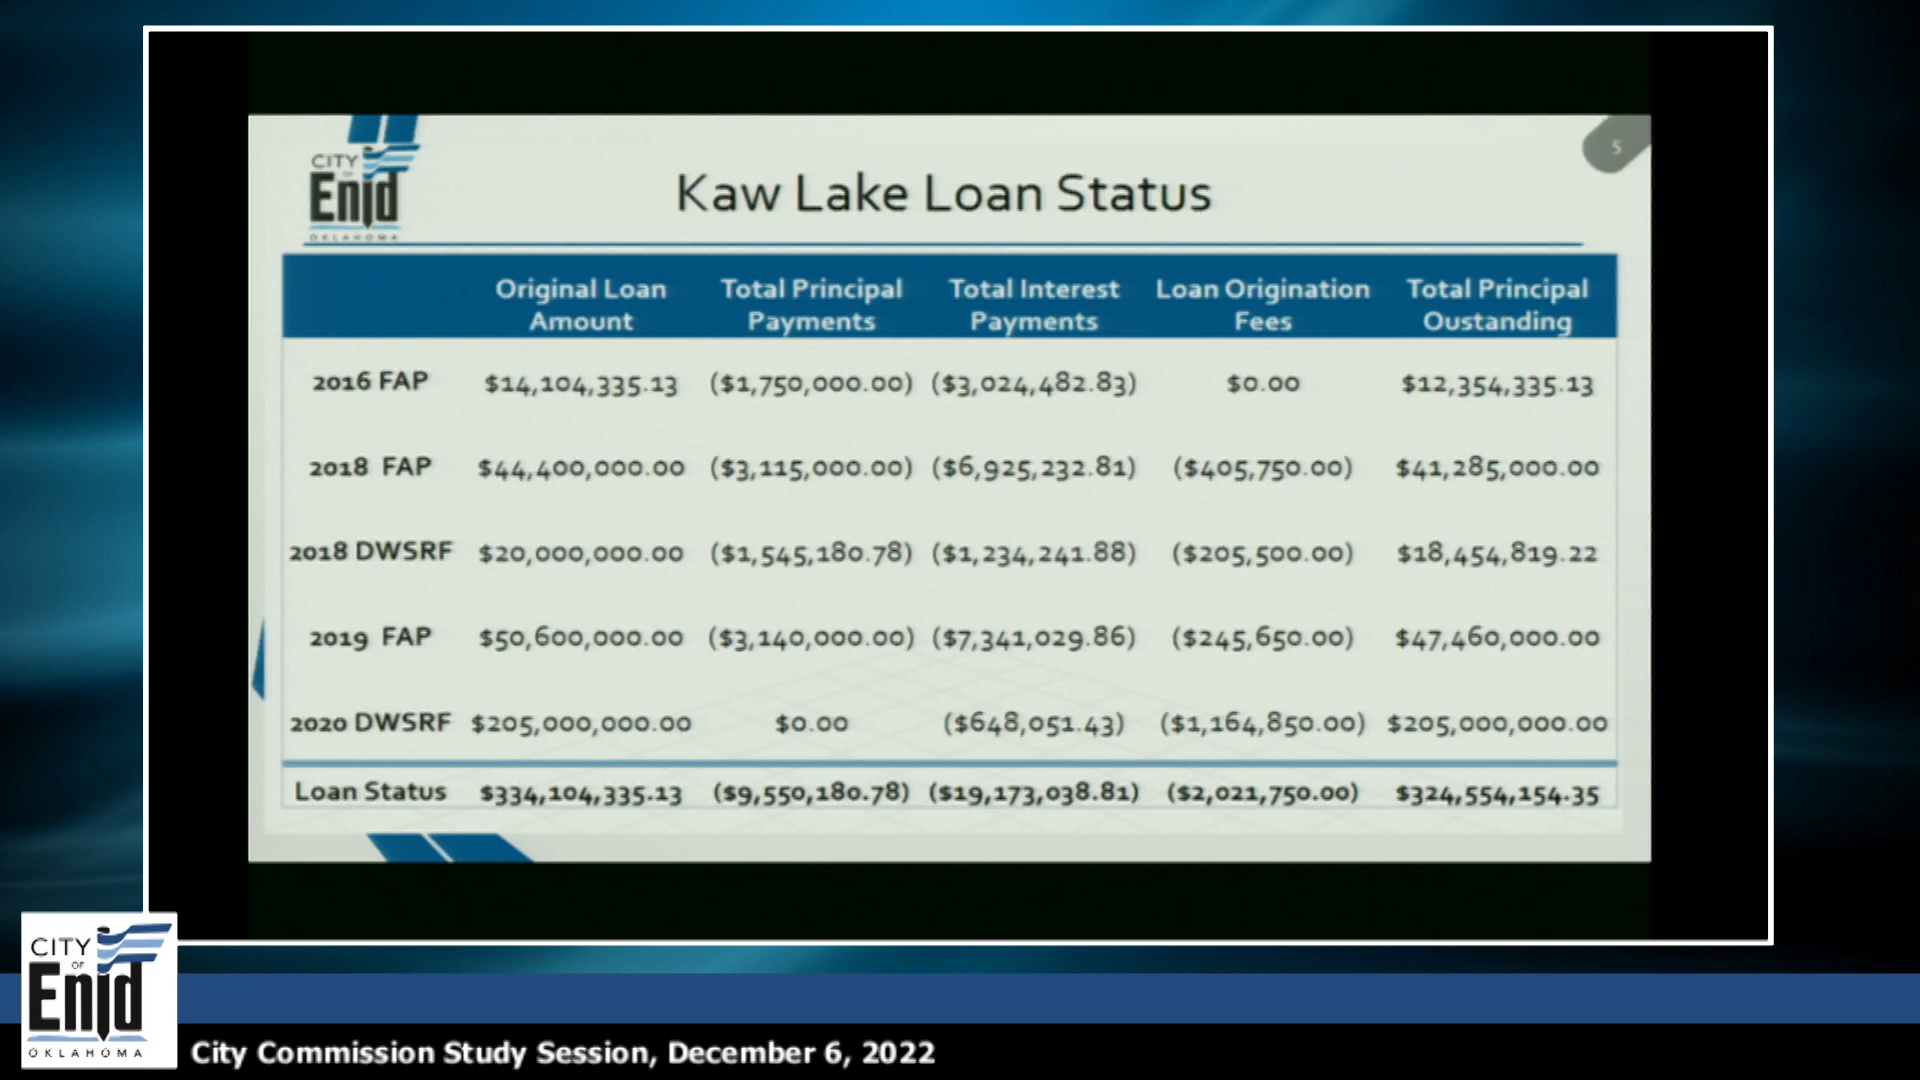 5
CITY
OF
Enid
OKLAHOMA
Kaw Lake Loan Status
Original Loan Amount Total Principal Payments Total Interest Payments Loan Origination Fees Total Principal Oustanding
2016 FAP $14,104,335.13 ($1,750,000.00) ($3,024,482.83) $0.00 $12,354,335.13
2018 FAP $44,400,000.00 ($3,115,000.00) ($6,925,232.81) ($405,750.00) $41,285,000.00
2018 DWSRF $20,000,000.00 ($1,545,180.78) ($1,234,241.88) ($205,500.00) $18,454,819.22
2019 FAP $50,600,000.00 ($3,140,000.00) ($7,341,029.86) ($245,650.00) $47,460,000.00
2020 DWSRF $205,000,000.00 $0.00 ($648,051.43) ($1,164,850.00) $205,000,000.00
Loan Status $334,104,335.13 ($9,550,180.78) ($19,173,038.81) ($2,021,750.00) $324,554,154.35
CITY
OF
Enid
OKLAHOMA
City Commission Study Session, December 6, 2022